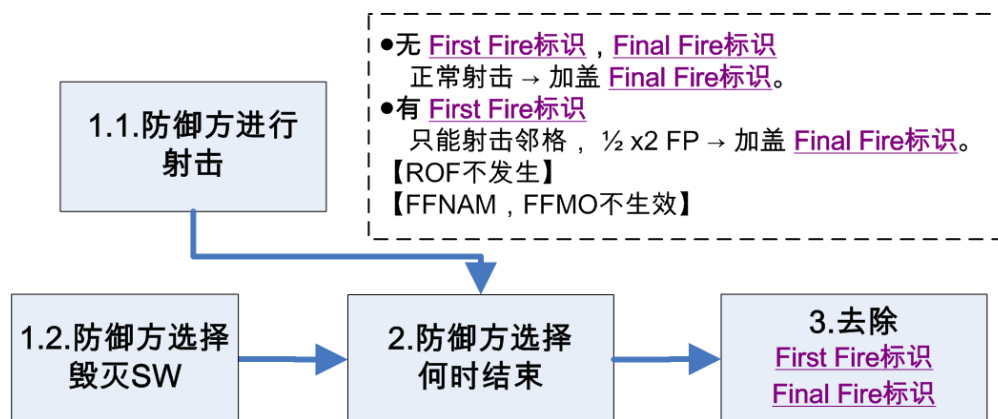 ●无 First Fire标识，Final Fire标识
正常射击 → 加盖 Final Fire标识。
●有 First Fire标识
只能射击邻格， ½ x2 FP → 加盖 Final Fire标识。
【ROF不发生】
【FFNAM，FFMO不生效】
1.1.防御方进行
射击
1.2.防御方选择
毁灭SW
2.防御方选择
何时结束
3.去除
First Fire标识
Final Fire标识